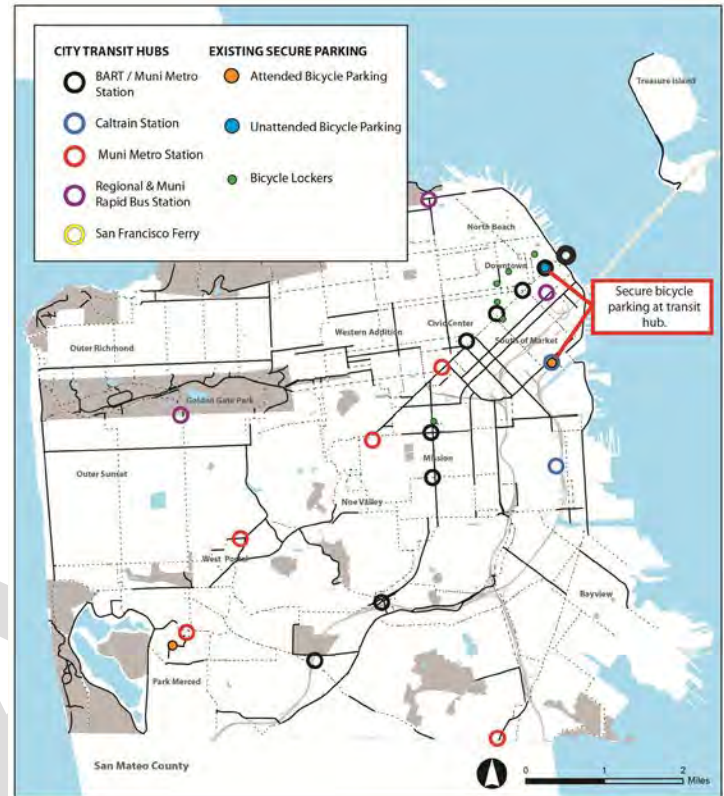 CITY TRANSIT HUBS
EXISTING SECURE PARKING
BART / Muni Metro
Station
Caltrain Station
Muni Metro Station
Regional & Muni
Rapid Bus Station
San Francisco Ferry
Attended Bicycle Parking
Unattended Bicycle Parking
Bicycle Lockers
Treasure Island
North Beach
Downtown
Secure bicycle
parking at transit
hub.
Civic Center
Western Addition
South of Market
Outer Richmond
Golden Gate Park
Outer Sunset
Mission
Noe Valley
West Portal
Bayview
Park Merced
San Mateo County
0 1 2
Miles